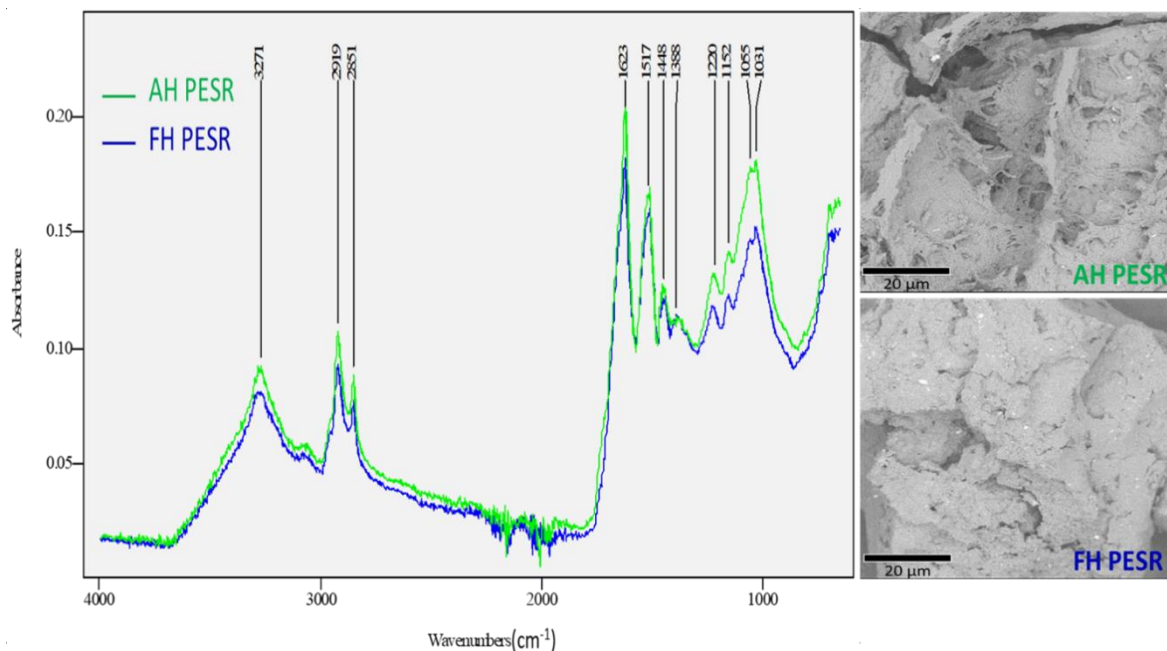 3271
2919
2851
1623
1517
1448
1388
1220
1152
1055
1031
AH PESR
FH PESR
0.20
0.15
0.10
0.05
Absorbance
4000
3000
2000
1000
Wavenunbers(cm⁻¹)
20 µm
AH PESR
20 µm
FH PESR